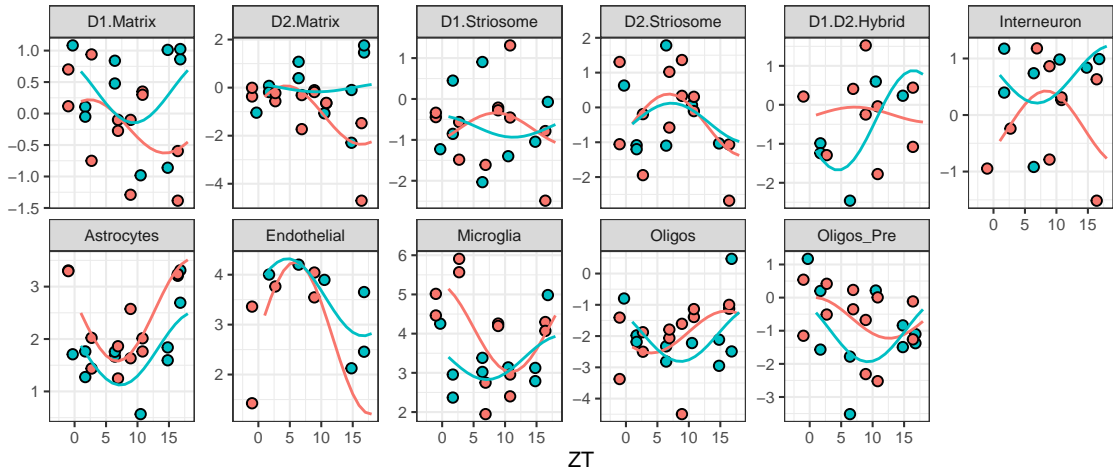 D1.Matrix D2.Matrix D1.Striosome D2.Striosome D1.D2.Hybrid Interneuron
1.0 0.5 0.0 −0.5 −1.0 −1.5
2 0 −2 −4
1 0 −1 −2
2 1 0 −1 −2
1 0 −1 −2
1 0 −1
0 5 10 15
Astrocytes Endothelial Microglia Oligos Oligos_Pre
3 2 1
4 3 2
6 5 4 3 2
0 −1 −2 −3 −4
1 0 −1 −2 −3
0 5 10 15 0 5 10 15 0 5 10 15 0 5 10 15 0 5 10 15
ZT